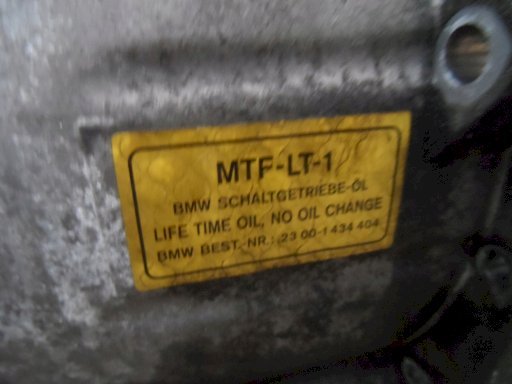 MTF-LT-1
BMW SCHALTGETRIEBE-ÖL
LIFE TIME OIL, NO OIL CHANGE
BMW BEST.-NR.: 23 00-1 434 404